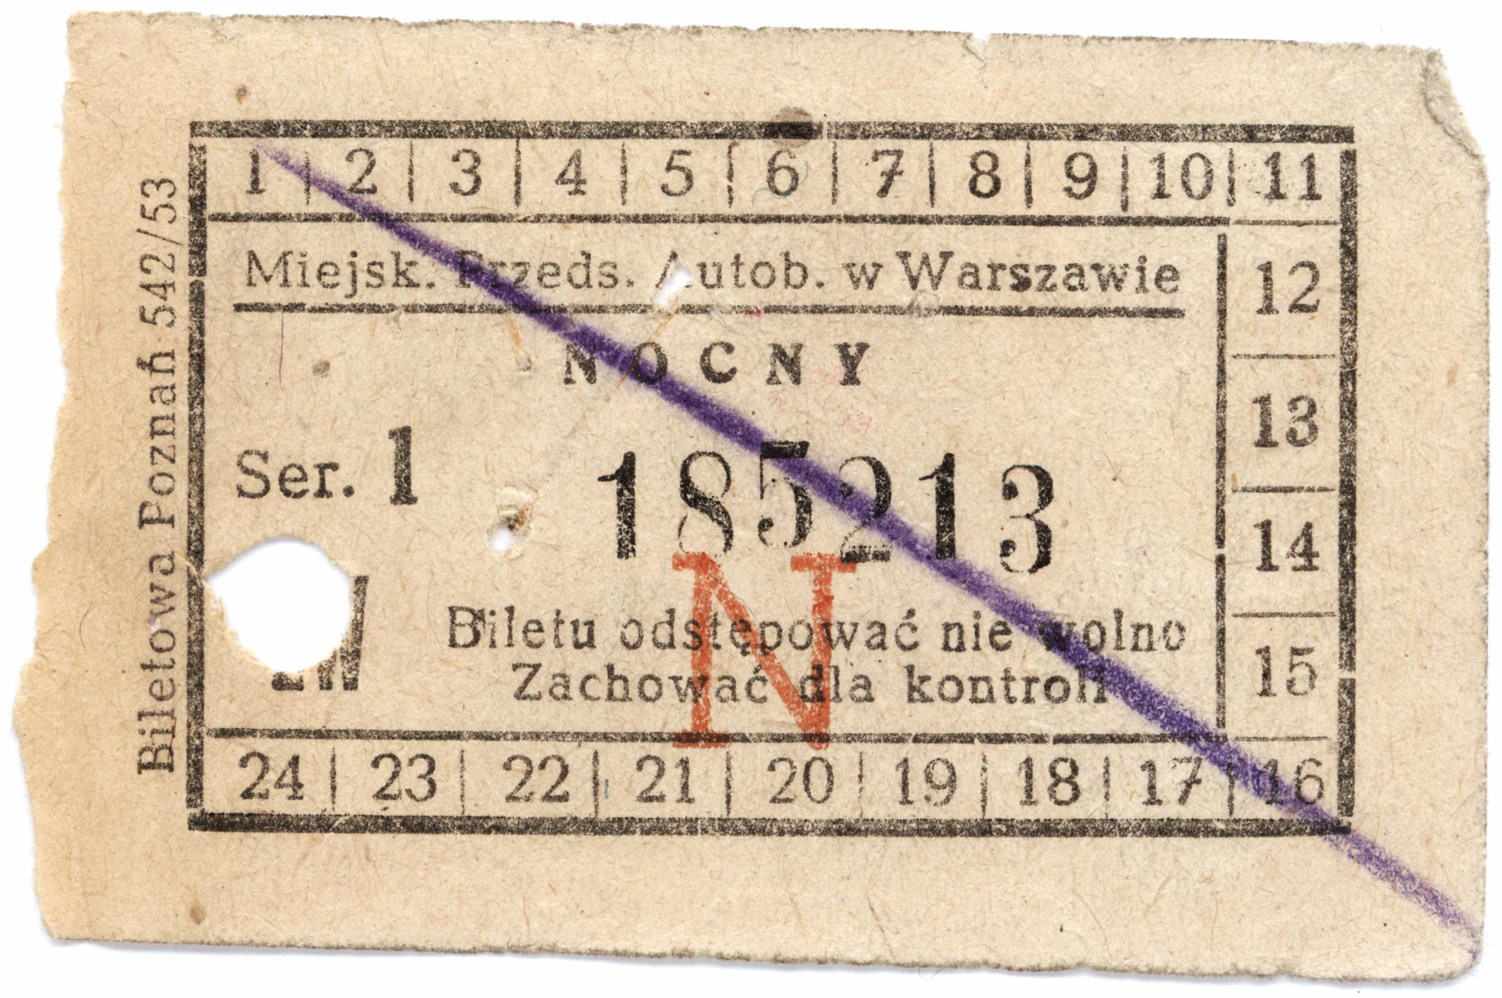 1 2 3 4 5 6 7 8 9 10 11
Miejsk. Przeds. Autob. w Warszawie
12
NOCNY
13
Ser. 1 185213
14
N
Biletu odstępować nie wolno
Zachować dla kontroli
15
24 23 22 21 20 19 18 17 16
Biletowa Poznań 542/53